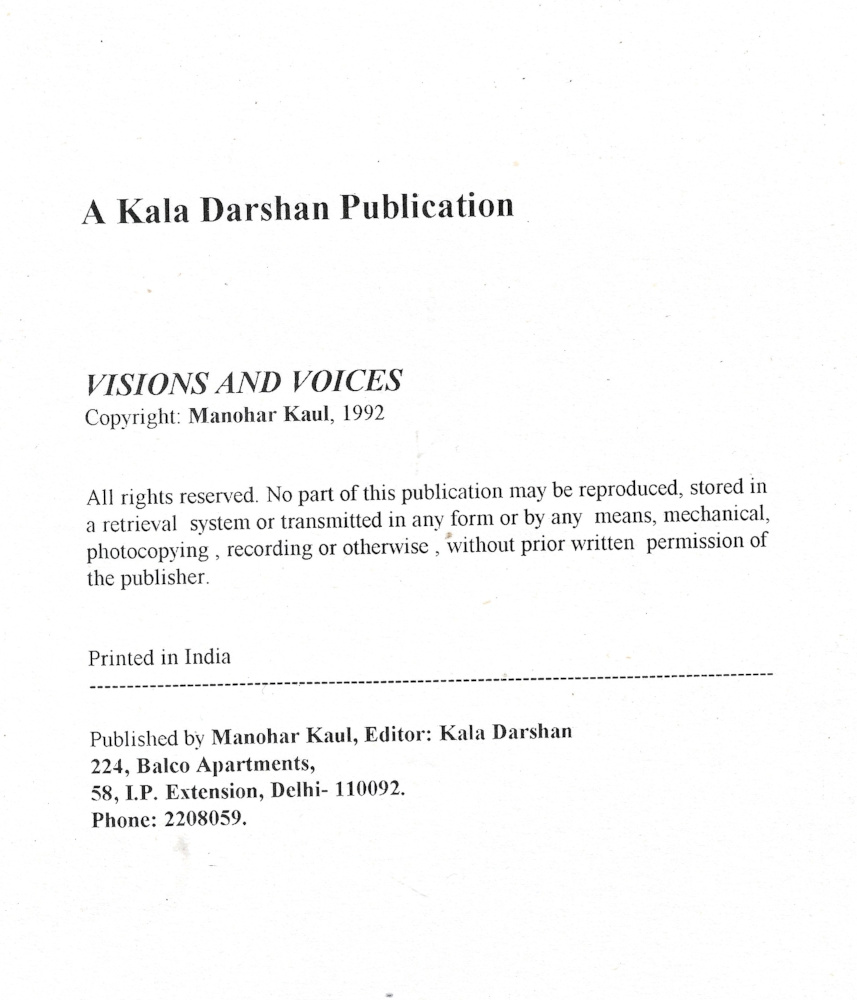 A Kala Darshan Publication
VISIONS AND VOICES
Copyright: Manohar Kaul, 1992
All rights reserved. No part of this publication may be reproduced, stored in
a retrieval system or transmitted in any form or by any means, mechanical,
photocopying , recording or otherwise , without prior written permission of
the publisher.
Printed in India
Published by Manohar Kaul, Editor: Kala Darshan
224, Balco Apartments,
58, I.P. Extension, Delhi- 110092.
Phone: 2208059.